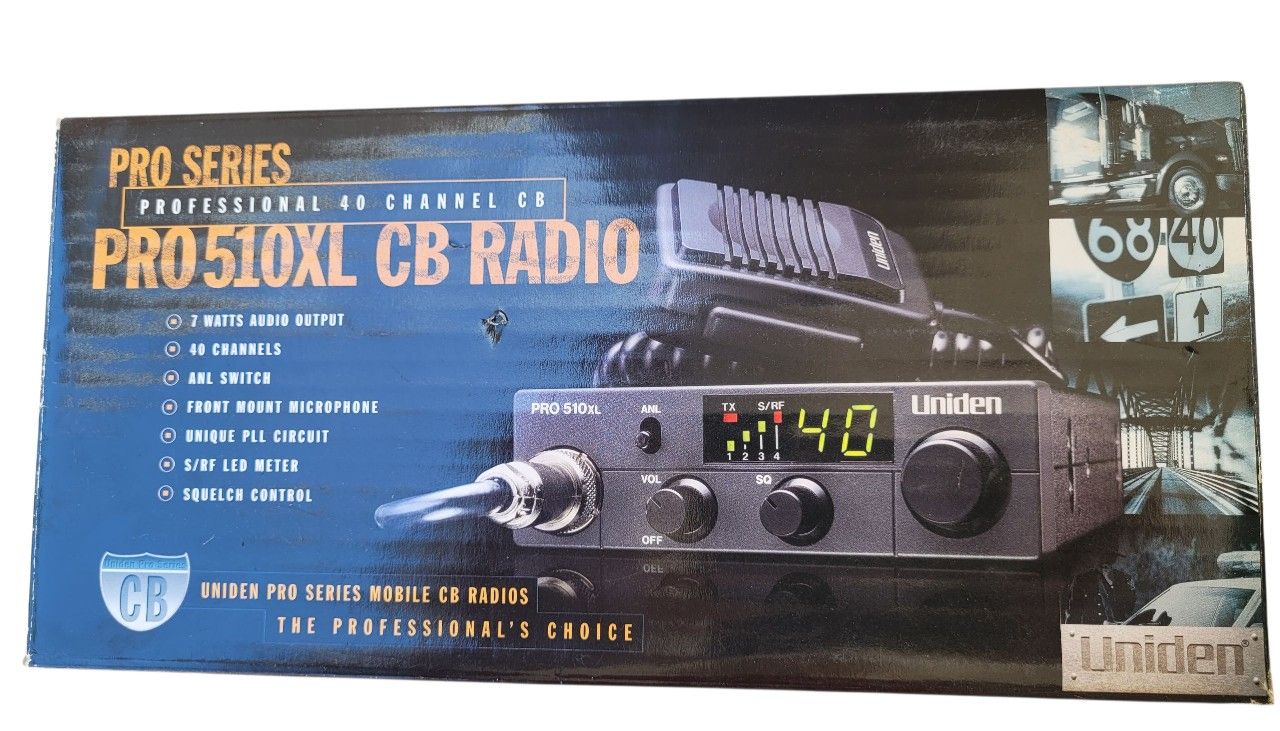 PRO SERIES
PROFESSIONAL 40 CHANNEL CB
PRO510XL CB RADIO
7 WATTS AUDIO OUTPUT
40 CHANNELS
ANL SWITCH
FRONT MOUNT MICROPHONE
UNIQUE PLL CIRCUIT
S/RF LED METER
SQUELCH CONTROL
Uniden
PRO 510XL
ANL
TX S/RF
40
1 2 3 4
Uniden
VOL
SQ
OFF
OFF
68 40
Uniden Pro Series
CB
UNIDEN PRO SERIES MOBILE CB RADIOS
THE PROFESSIONAL'S CHOICE
Uniden®